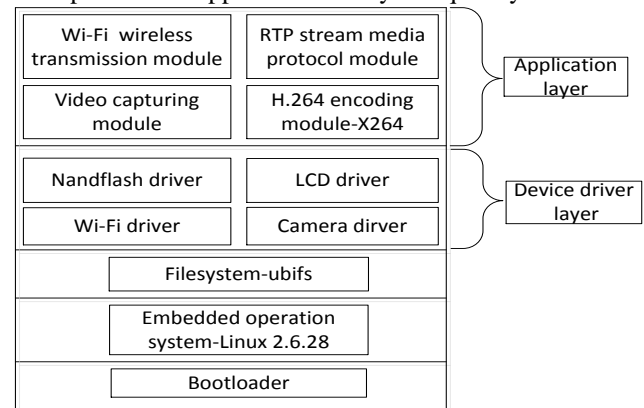 Wi-Fi wireless
transmission module
RTP stream media
protocol module
Video capturing
module
H.264 encoding
module-X264
Application
layer
Nandflash driver
LCD driver
Wi-Fi driver
Camera dirver
Device driver
layer
Filesystem-ubifs
Embedded operation
system-Linux 2.6.28
Bootloader